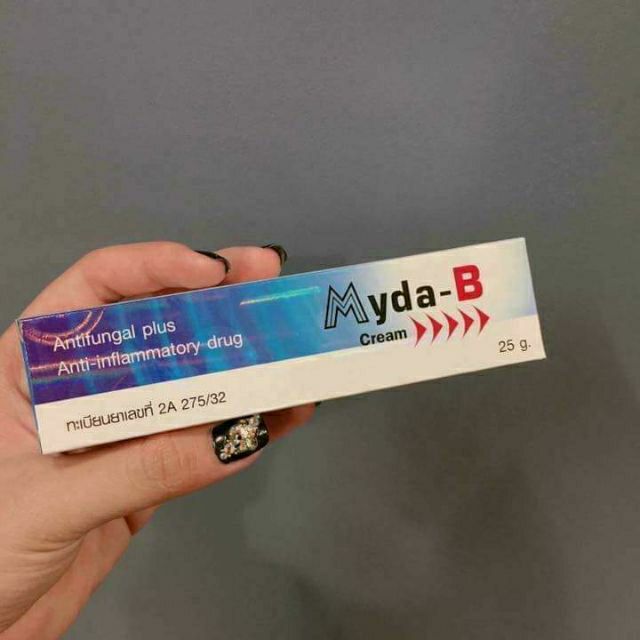 Antifungal plus
Anti-inflammatory drug
Myda-B
Cream
25 g.
ทะเบียนยาเลขที่ 2A 275/32